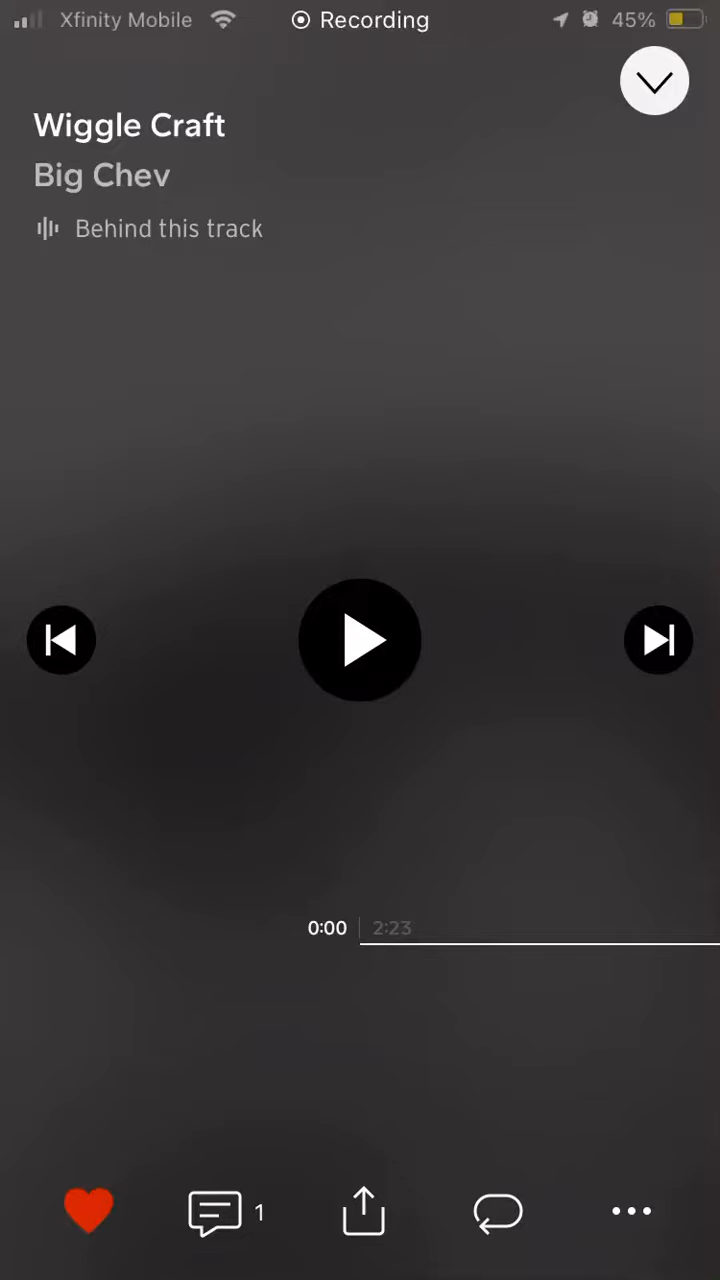 Xfinity Mobile Recording 45%
Wiggle Craft
Big Chev
Behind this track
0:00 2:23
1